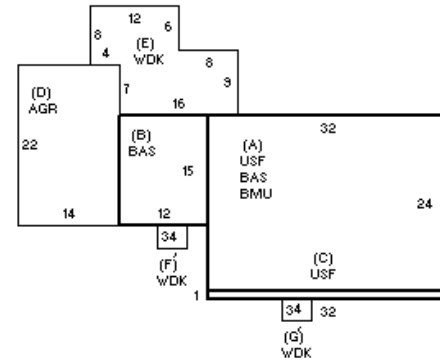 12
8
6
(E)
4
WDK
8
(D)
7
9
AGR
16
32
(B)
(A)
BAS
USF
22
15
BAS
BMU
24
14
12
34
(C)
(F')
USF
WDK
1
34
32
(G')
WDK